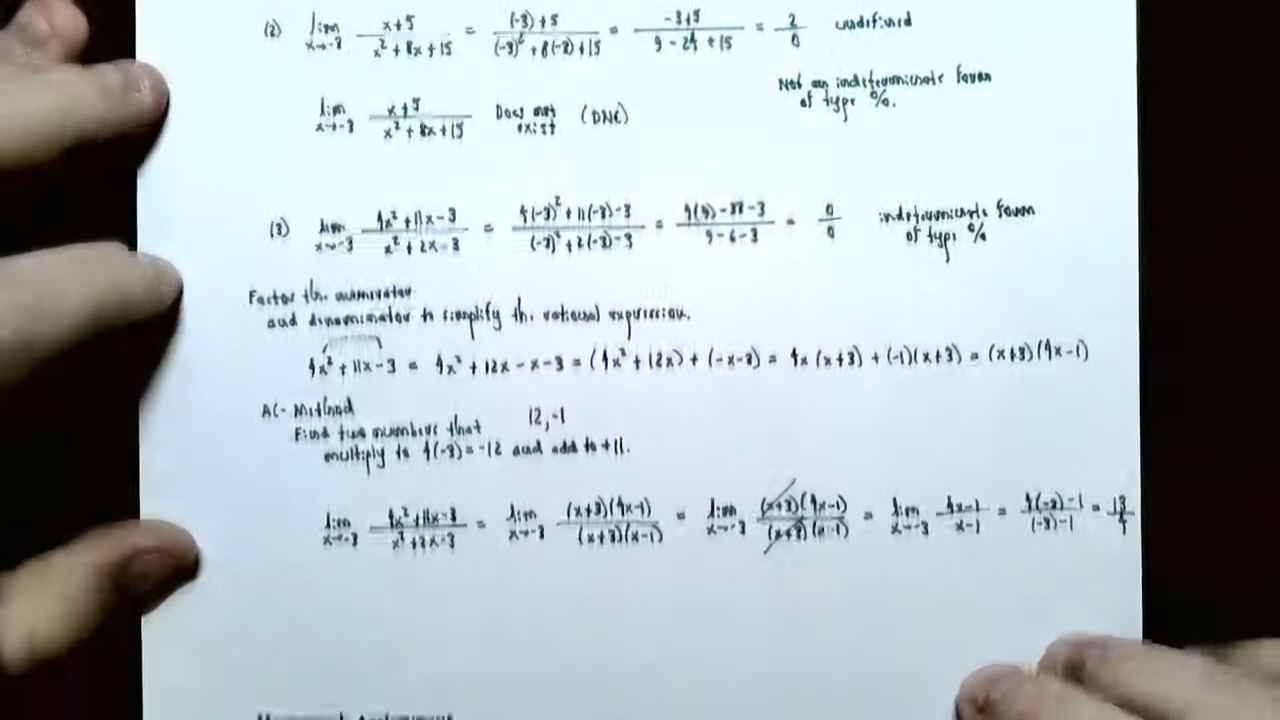 (2) lim x→-3 (x+5)/(x² + 8x + 15) = ((-3)+5)/((-3)² + 8(-3) + 15) = (-3+5)/(9 - 24 + 15) = 2/0 undefined
Not an indeterminate form
of type 0/0.
lim x→-3 (x+5)/(x² + 8x + 15) Does not exist (DNE)
(3) lim x→-3 (4x² + 11x - 3)/(x² + 2x - 3) = (4(-3)² + 11(-3) - 3)/((-3)² + 2(-3) - 3) = (4(9) - 33 - 3)/(9 - 6 - 3) = 0/0 indeterminate form
of type 0/0
Factor the numerator
and denominator to simplify the rational expression.
4x² + 11x - 3 = 4x² + 12x - x - 3 = (4x² + 12x) + (-x - 3) = 4x(x+3) + (-1)(x+3) = (x+3)(4x-1)
AC-Method
Find two numbers that 12, -1
multiply to 4(-3) = -12 and add to +11.
lim x→-3 (4x² + 11x - 3)/(x² + 2x - 3) = lim x→-3 ((x+3)(4x-1))/((x+3)(x-1)) = lim x→-3 ((x+3)(4x-1))/((x+3)(x-1)) = lim x→-3 (4x-1)/(x-1) = (4(-3)-1)/((-3)-1) = 13/4